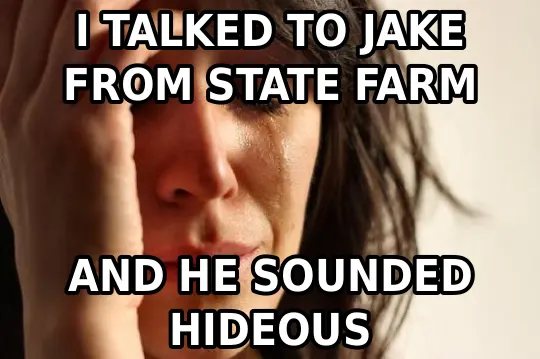 I TALKED TO JAKE
FROM STATE FARM
AND HE SOUNDED
HIDEOUS